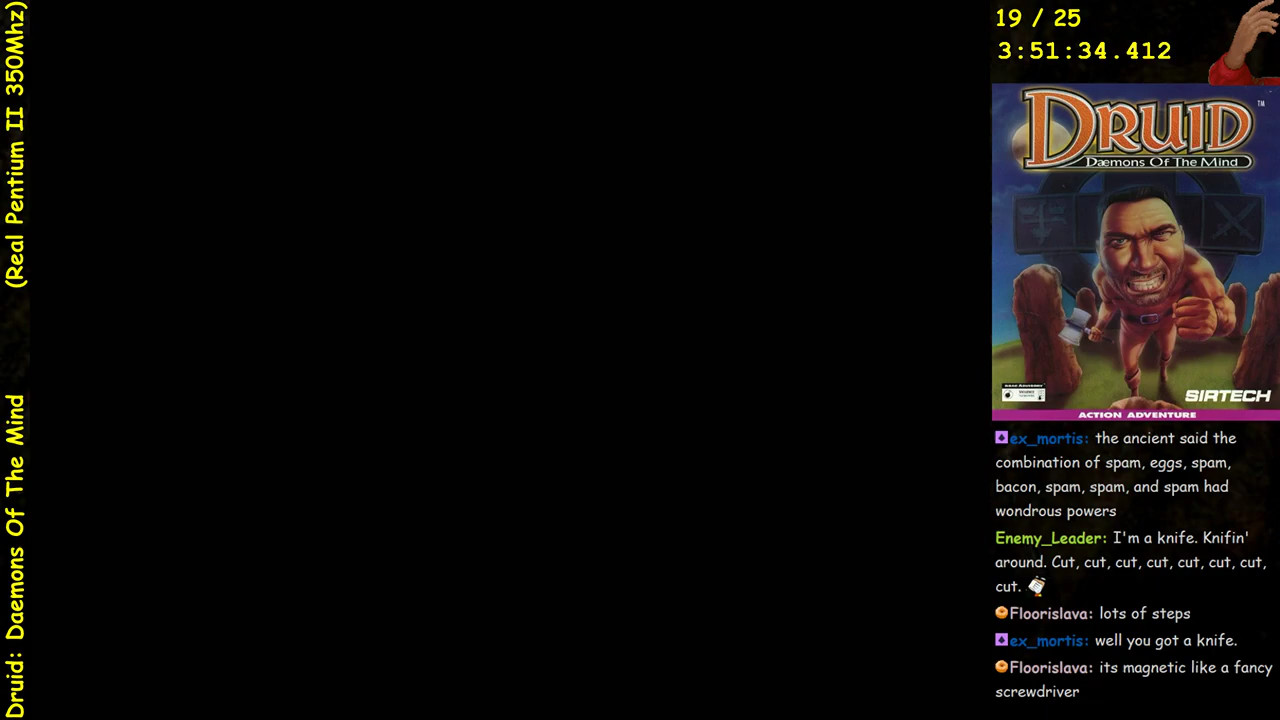 Druid: Daemons Of The Mind (Real Pentium II 350Mhz)
19 / 25
3:51:34.412
DRUID ™
Dæmons Of The Mind
SIRTECH
ACTION ADVENTURE
ex_mortis: the ancient said the
combination of spam, eggs, spam,
bacon, spam, spam, and spam had
wondrous powers
Enemy_Leader: I'm a knife. Knifin'
around. Cut, cut, cut, cut, cut, cut, cut,
cut.
Floorislava: lots of steps
ex_mortis: well you got a knife.
Floorislava: its magnetic like a fancy
screwdriver